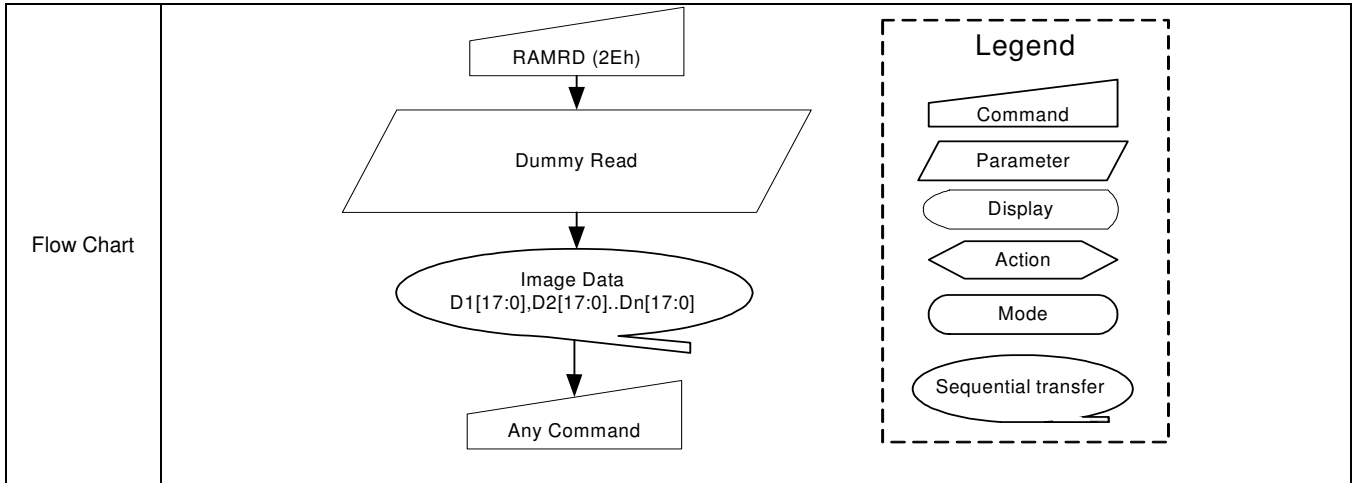 Flow Chart
RAMRD (2Eh)
Dummy Read
Image Data
D1[17:0],D2[17:0]..Dn[17:0]
Any Command
Legend
Command
Parameter
Display
Action
Mode
Sequential transfer